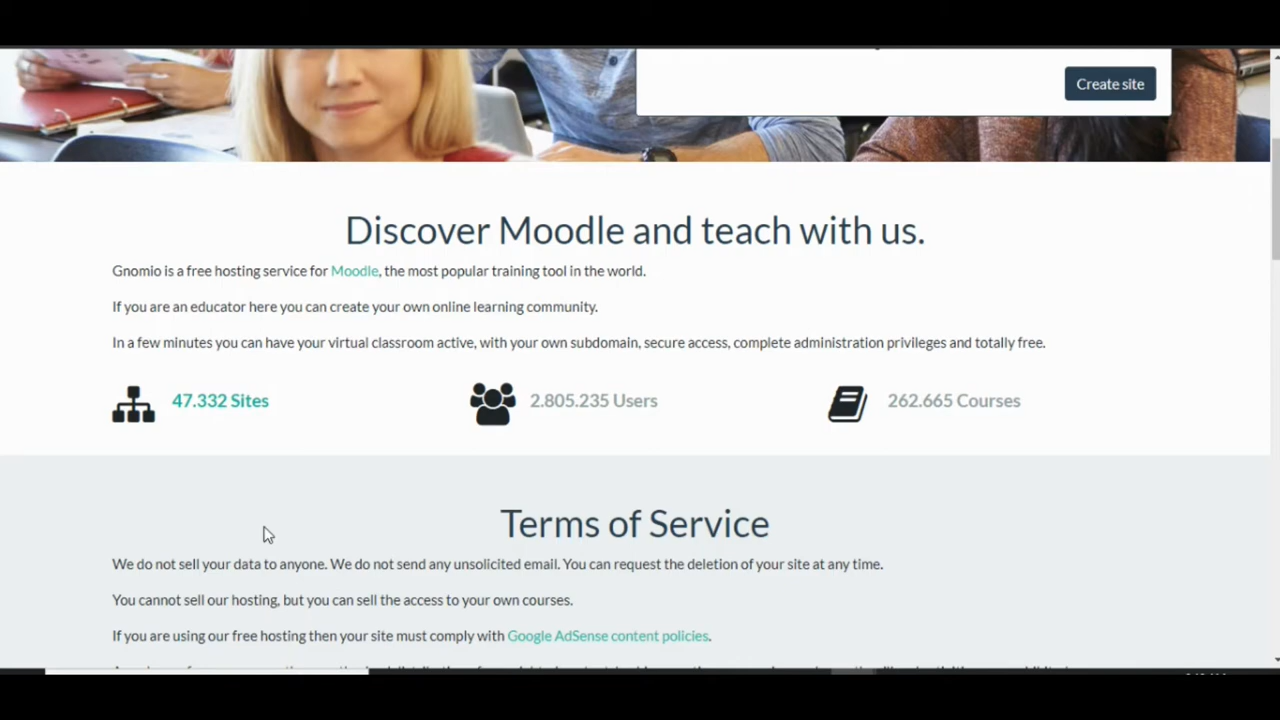 Create site
Discover Moodle and teach with us.
Gnomio is a free hosting service for Moodle, the most popular training tool in the world.
If you are an educator here you can create your own online learning community.
In a few minutes you can have your virtual classroom active, with your own subdomain, secure access, complete administration privileges and totally free.
47.332 Sites
2.805.235 Users
262.665 Courses
Terms of Service
We do not sell your data to anyone. We do not send any unsolicited email. You can request the deletion of your site at any time.
You cannot sell our hosting, but you can sell the access to your own courses.
If you are using our free hosting then your site must comply with Google AdSense content policies.